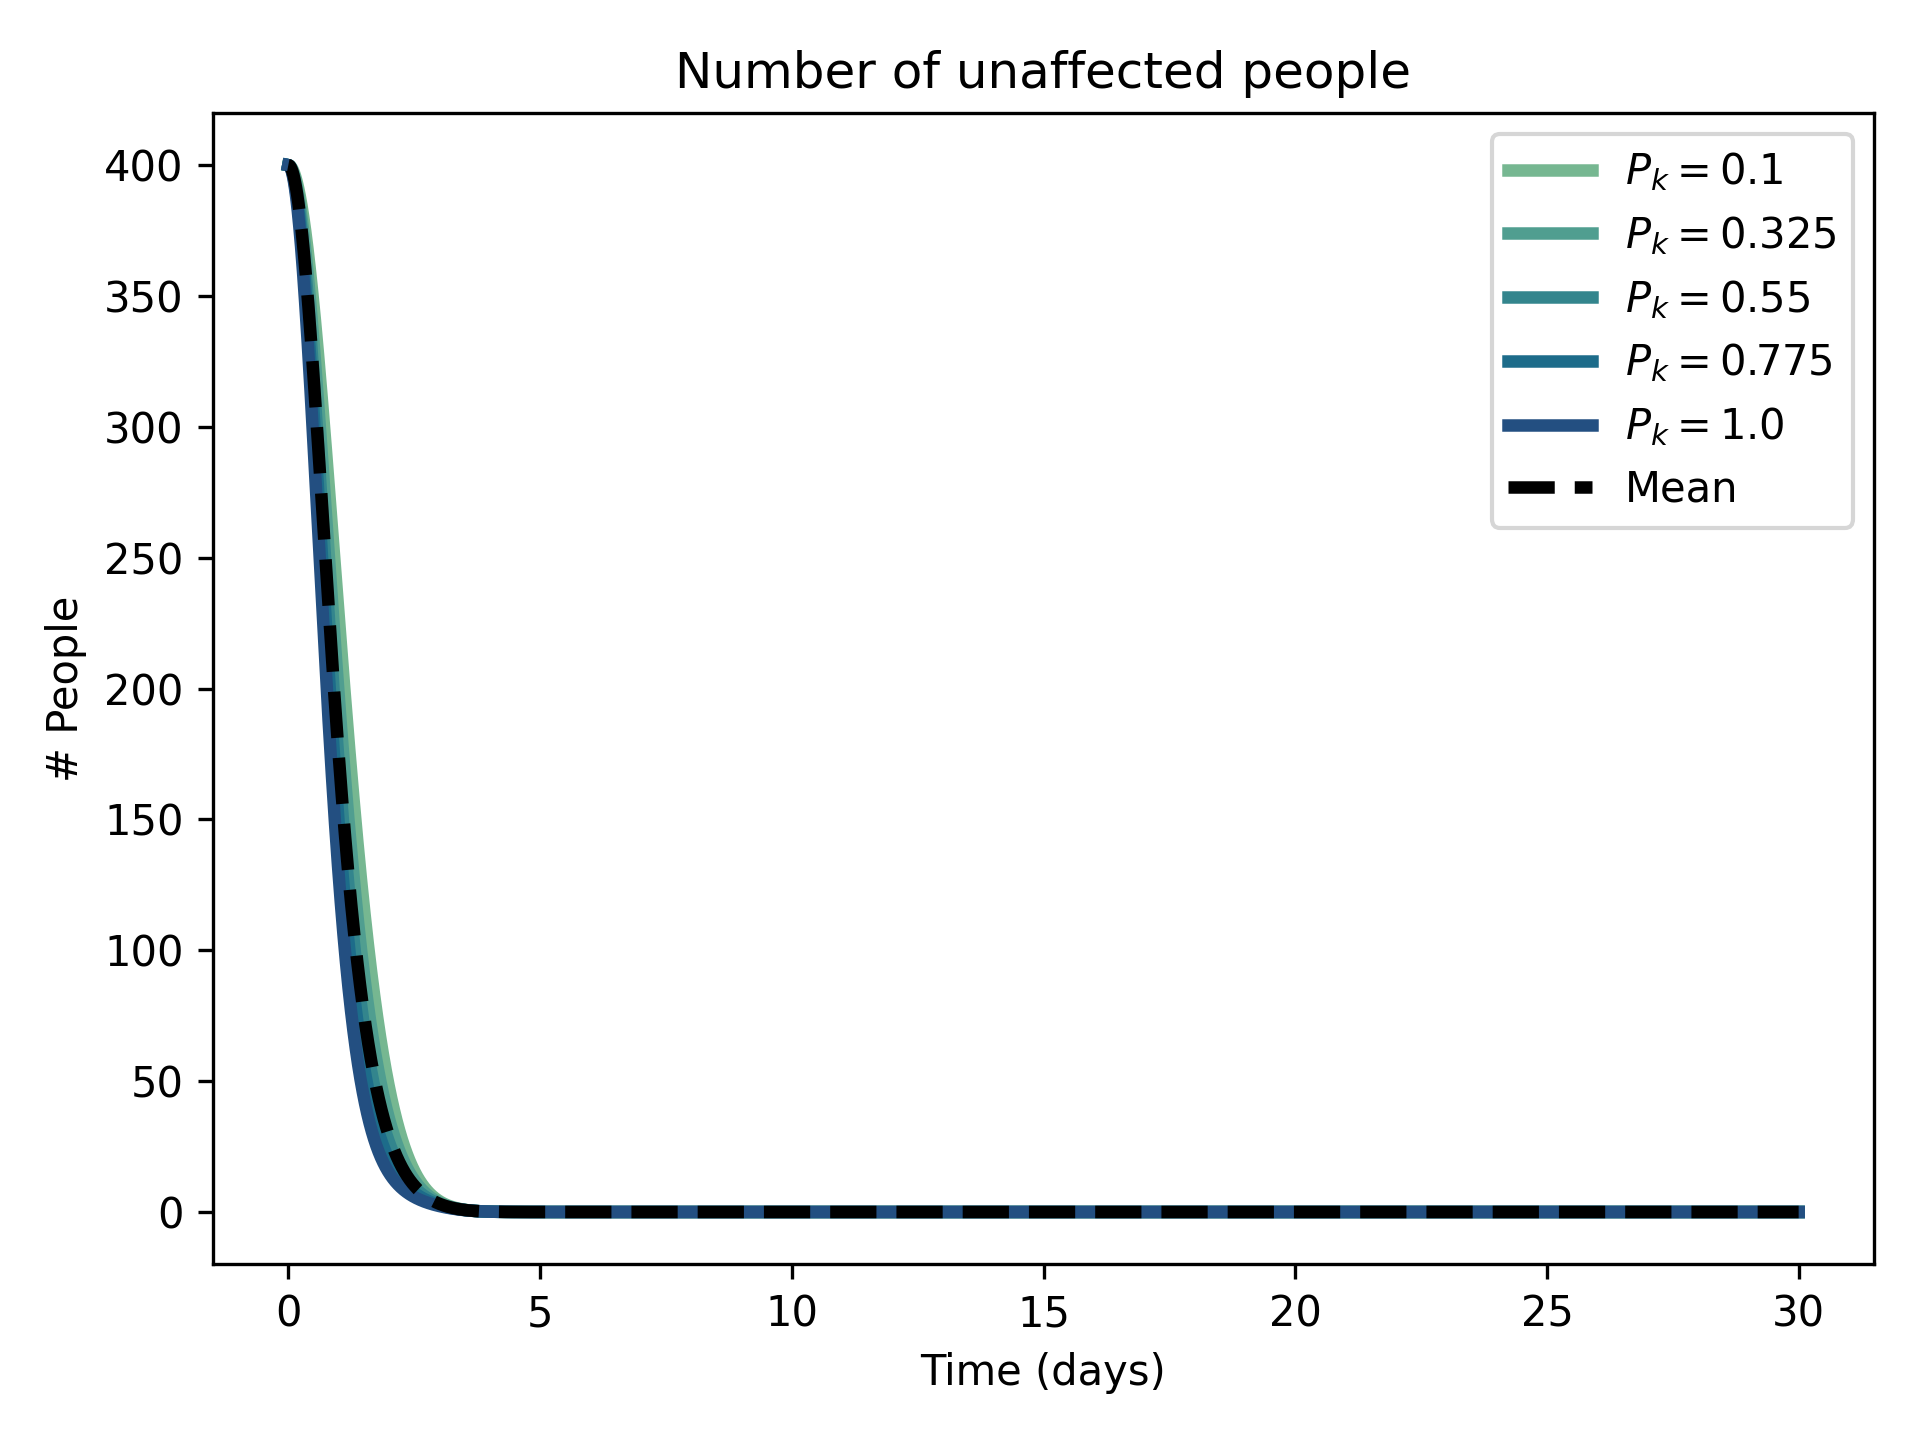 Number of unaffected people
# People
400
350
300
250
200
150
100
50
0
0 5 10 15 20 25 30
Time (days)
P_k = 0.1
P_k = 0.325
P_k = 0.55
P_k = 0.775
P_k = 1.0
Mean